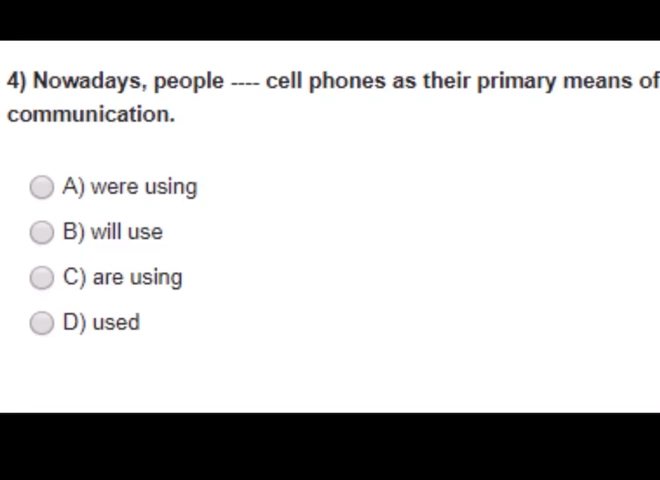 4) Nowadays, people ---- cell phones as their primary means of
communication.
A) were using
B) will use
C) are using
D) used